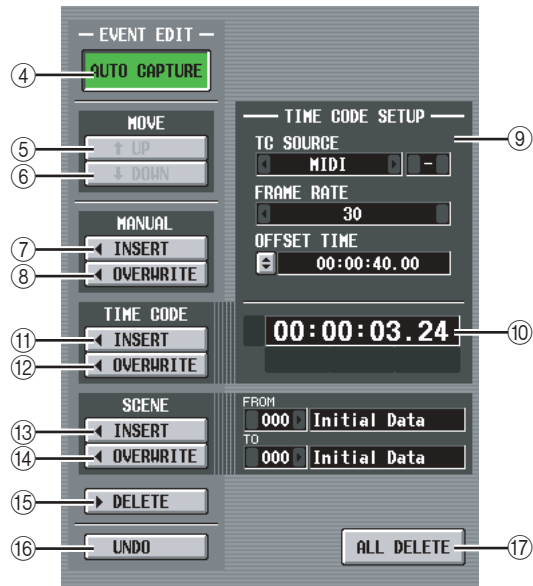 EVENT EDIT
④ AUTO CAPTURE
MOVE
⑤ ↑ UP
⑥ ↓ DOWN
MANUAL
⑦ INSERT
⑧ OVERWRITE
TIME CODE
⑪ INSERT
⑫ OVERWRITE
SCENE
⑬ INSERT
⑭ OVERWRITE
⑮ DELETE
⑯ UNDO
TIME CODE SETUP
⑨
TC SOURCE
MIDI -
FRAME RATE
30
OFFSET TIME
00:00:40.00
00:00:03.24 ⑩
FROM
000 Initial Data
TO
000 Initial Data
ALL DELETE ⑰